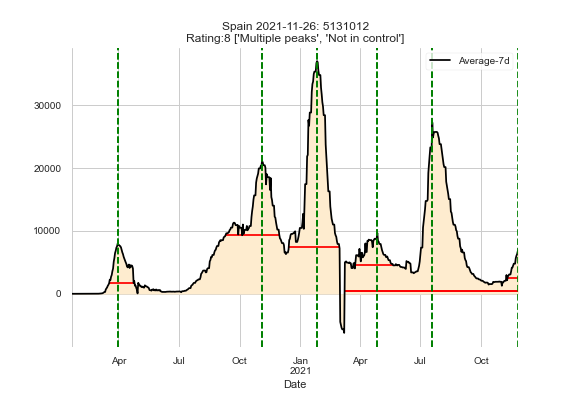 Spain 2021-11-26: 5131012
Rating:8 ['Multiple peaks', 'Not in control']
Average-7d
30000
20000
10000
0
Apr
Jul
Oct
Jan
2021
Apr
Jul
Oct
Date